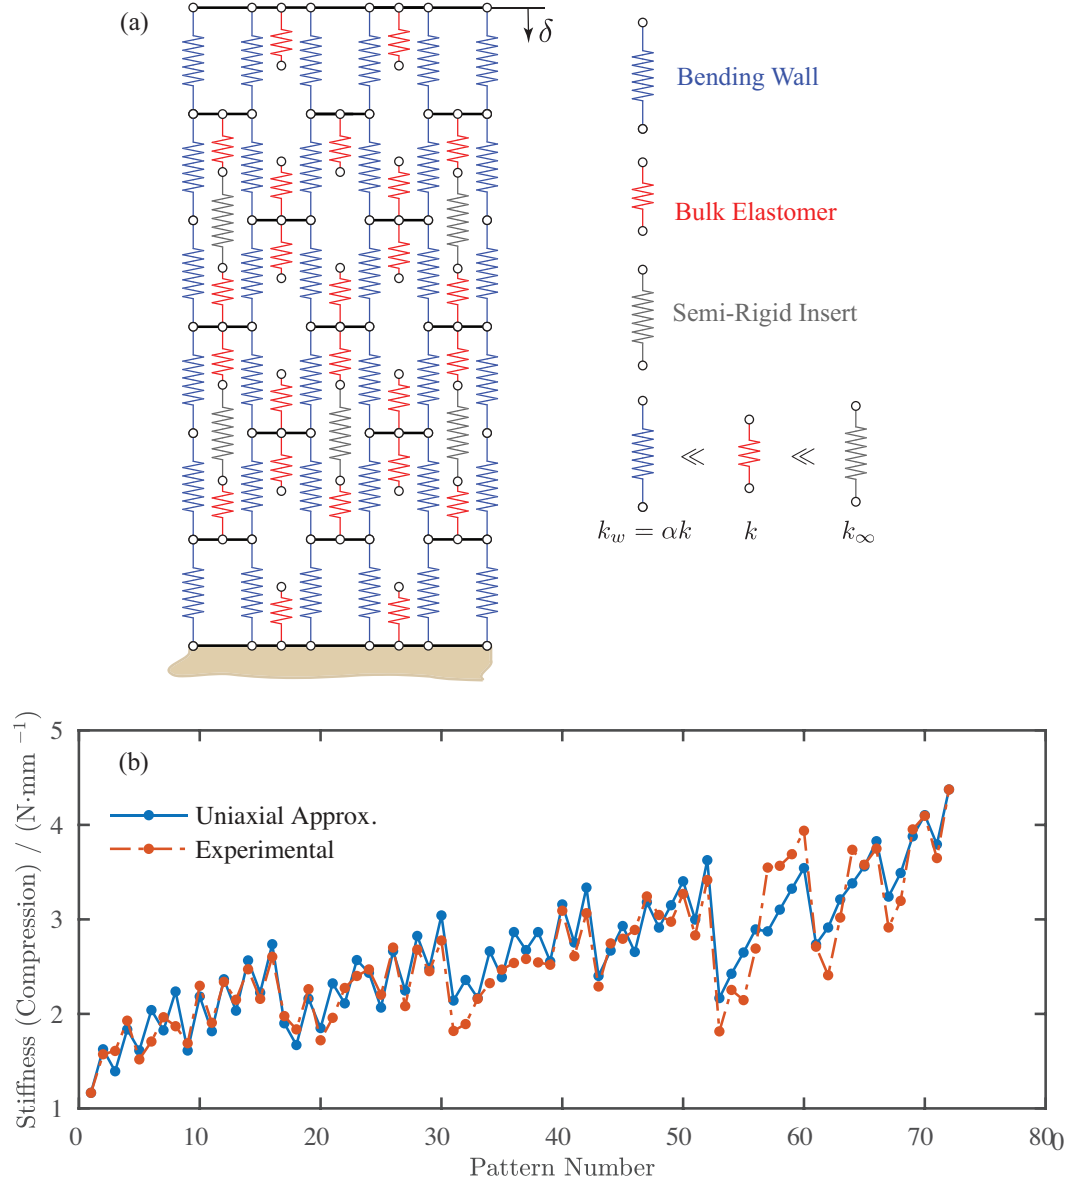 (a)
δ
Bending Wall
Bulk Elastomer
Semi-Rigid Insert
≪ ≪
k_w = αk k k_∞
Stiffness (Compression) / (N·mm⁻¹)
5
4
3
2
1
(b)
Uniaxial Approx.
Experimental
0 10 20 30 40 50 60 70 80 0
Pattern Number